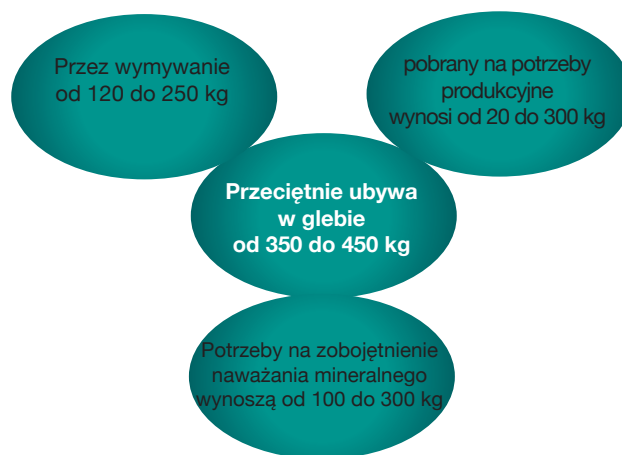 Przez wymywanie
od 120 do 250 kg
pobrany na potrzeby
produkcyjne
wynosi od 20 do 300 kg
Przeciętnie ubywa
w glebie
od 350 do 450 kg
Potrzeby na zobojętnienie
naważania mineralnego
wynoszą od 100 do 300 kg